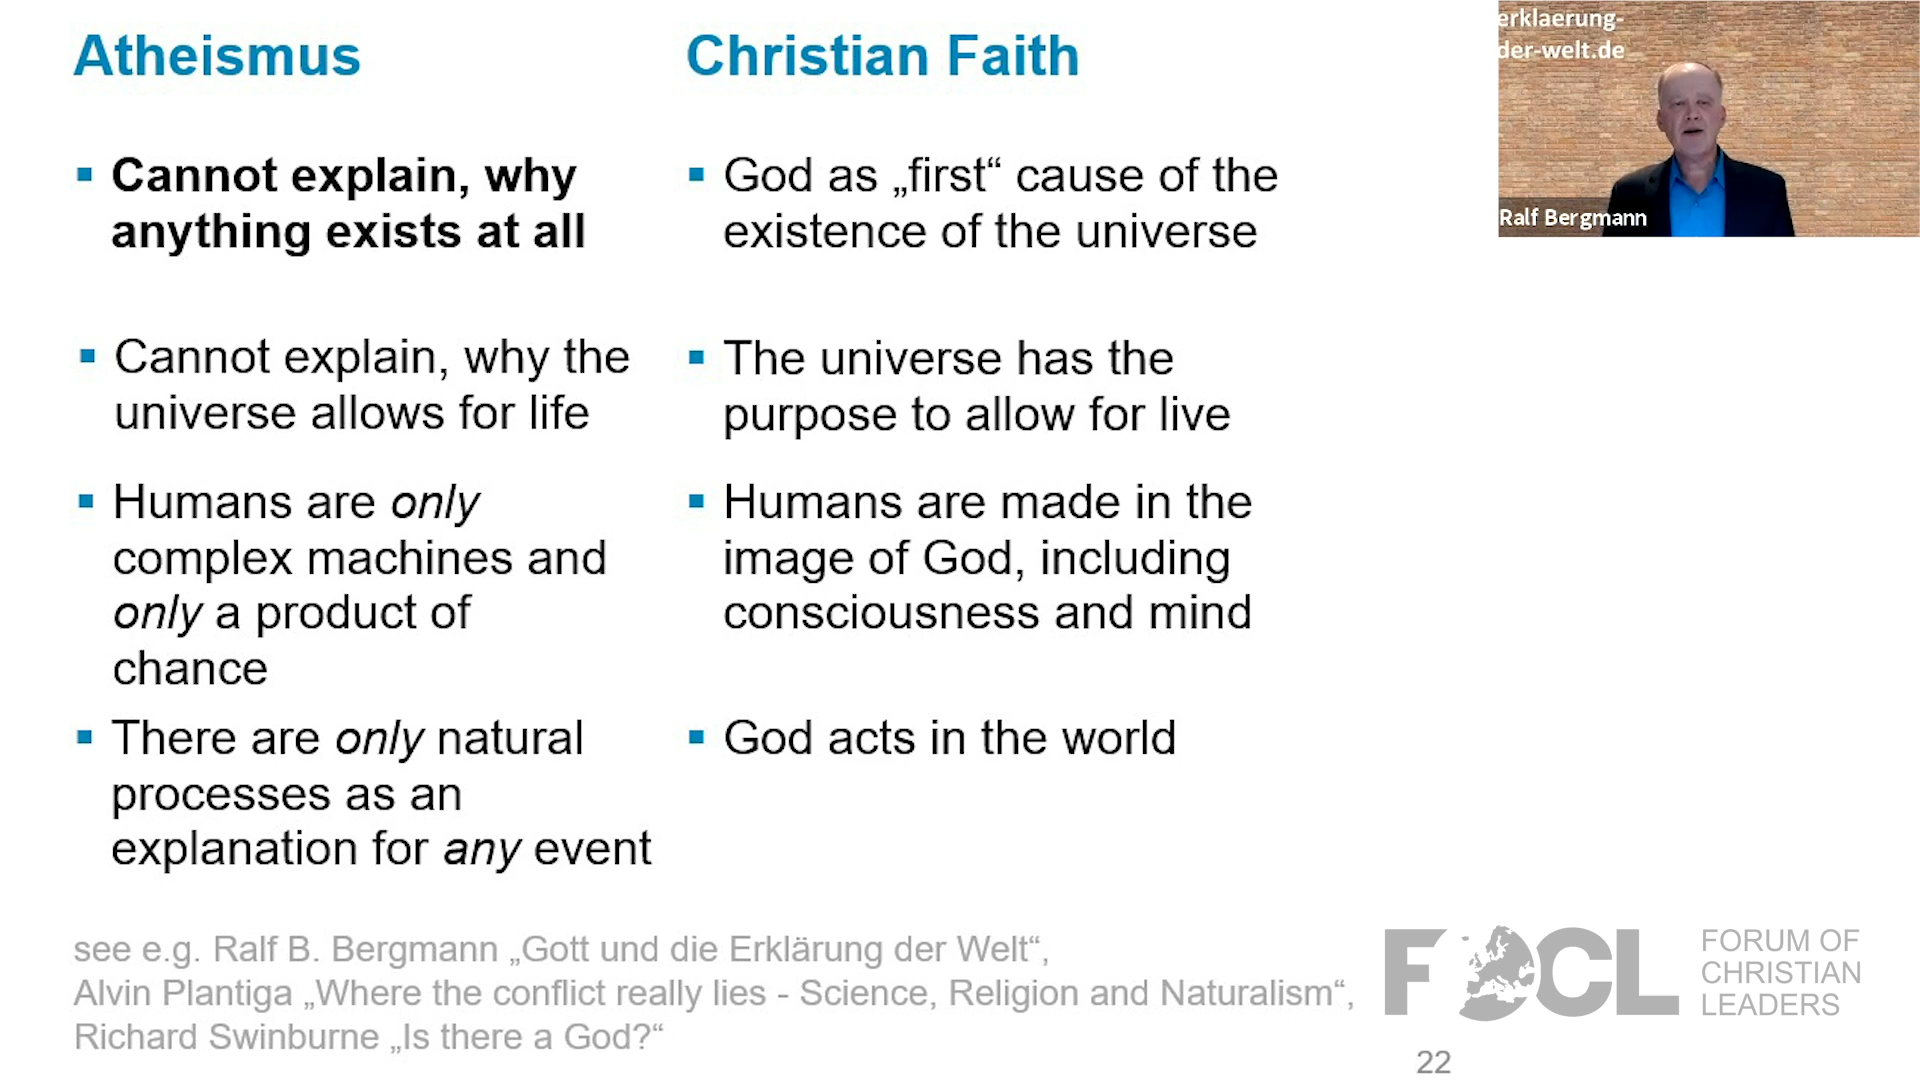 Atheismus
Cannot explain, why
anything exists at all
Cannot explain, why the
universe allows for life
Humans are only
complex machines and
only a product of
chance
There are only natural
processes as an
explanation for any event
Christian Faith
God as „first“ cause of the
existence of the universe
The universe has the
purpose to allow for live
Humans are made in the
image of God, including
consciousness and mind
God acts in the world
erklaerung-
der-welt.de
Ralf Bergmann
see e.g. Ralf B. Bergmann „Gott und die Erklärung der Welt“,
Alvin Plantiga „Where the conflict really lies - Science, Religion and Naturalism“,
Richard Swinburne „Is there a God?“
FOCL
FORUM OF
CHRISTIAN
LEADERS
22